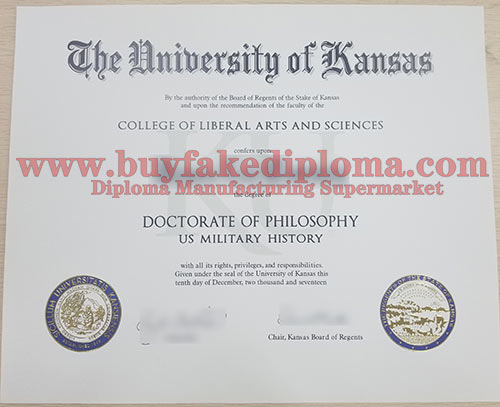 The University of Kansas
By the authority of the Board of Regents of the Stake of Kansas
and upon the recommendation of the faculty of the
COLLEGE OF LIBERAL ARTS AND SCIENCES
confers upon
www.buyfakediploma.com
Diploma Manufacturing Supermarket
the degree of
DOCTORATE OF PHILOSOPHY
US MILITARY HISTORY
with all its rights, privileges, and responsibilities.
Given under the seal of the University of Kansas this
tenth day of December, two thousand and seventeen
Chair, Kansas Board of Regents